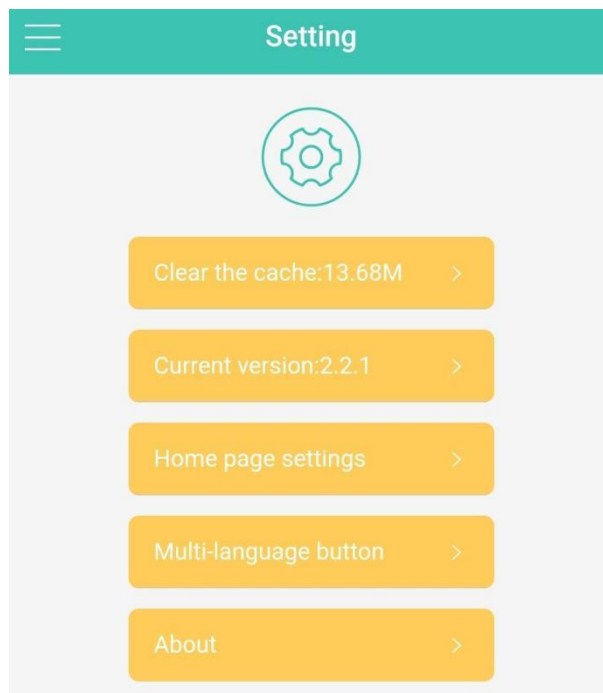 Setting
Clear the cache:13.68M
Current version:2.2.1
Home page settings
Multi-language button
About